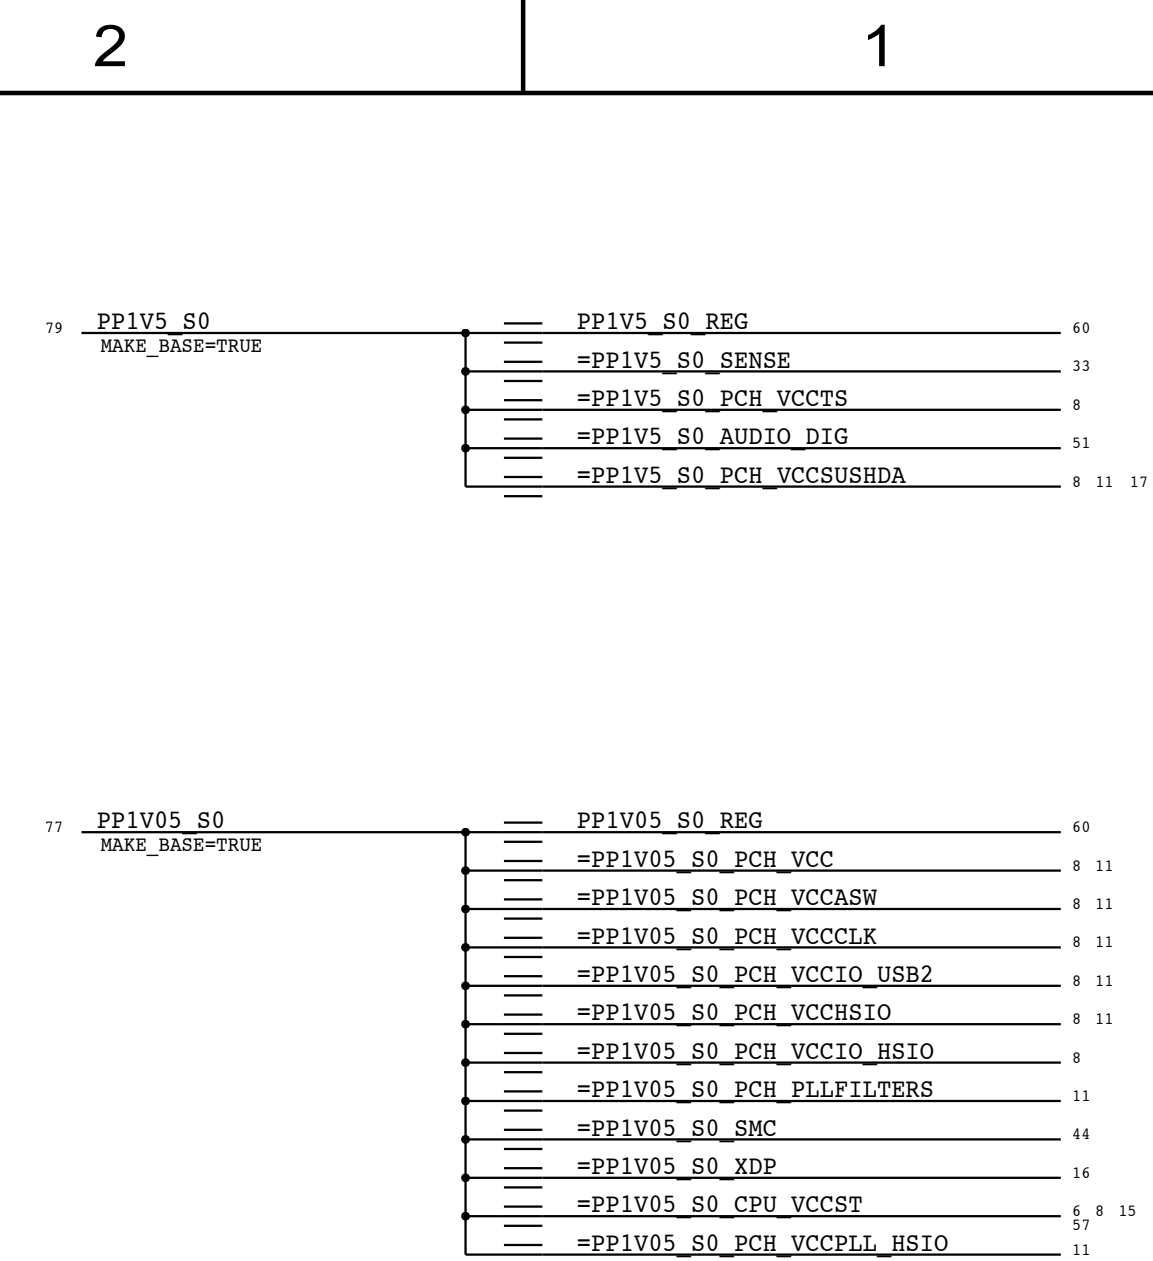 2 1
79 PP1V5_S0 PP1V5_S0_REG 60
MAKE_BASE=TRUE
=PP1V5_S0_SENSE 33
=PP1V5_S0_PCH_VCCTS 8
=PP1V5_S0_AUDIO_DIG 51
=PP1V5_S0_PCH_VCCSUSHDA 8 11 17
77 PP1V05_S0 PP1V05_S0_REG 60
MAKE_BASE=TRUE
=PP1V05_S0_PCH_VCC 8 11
=PP1V05_S0_PCH_VCCASW 8 11
=PP1V05_S0_PCH_VCCCLK 8 11
=PP1V05_S0_PCH_VCCIO_USB2 8 11
=PP1V05_S0_PCH_VCCHSIO 8 11
=PP1V05_S0_PCH_VCCIO_HSIO 8
=PP1V05_S0_PCH_PLLFILTERS 11
=PP1V05_S0_SMC 44
=PP1V05_S0_XDP 16
=PP1V05_S0_CPU_VCCST 6 8 15
57
=PP1V05_S0_PCH_VCCPLL_HSIO 11